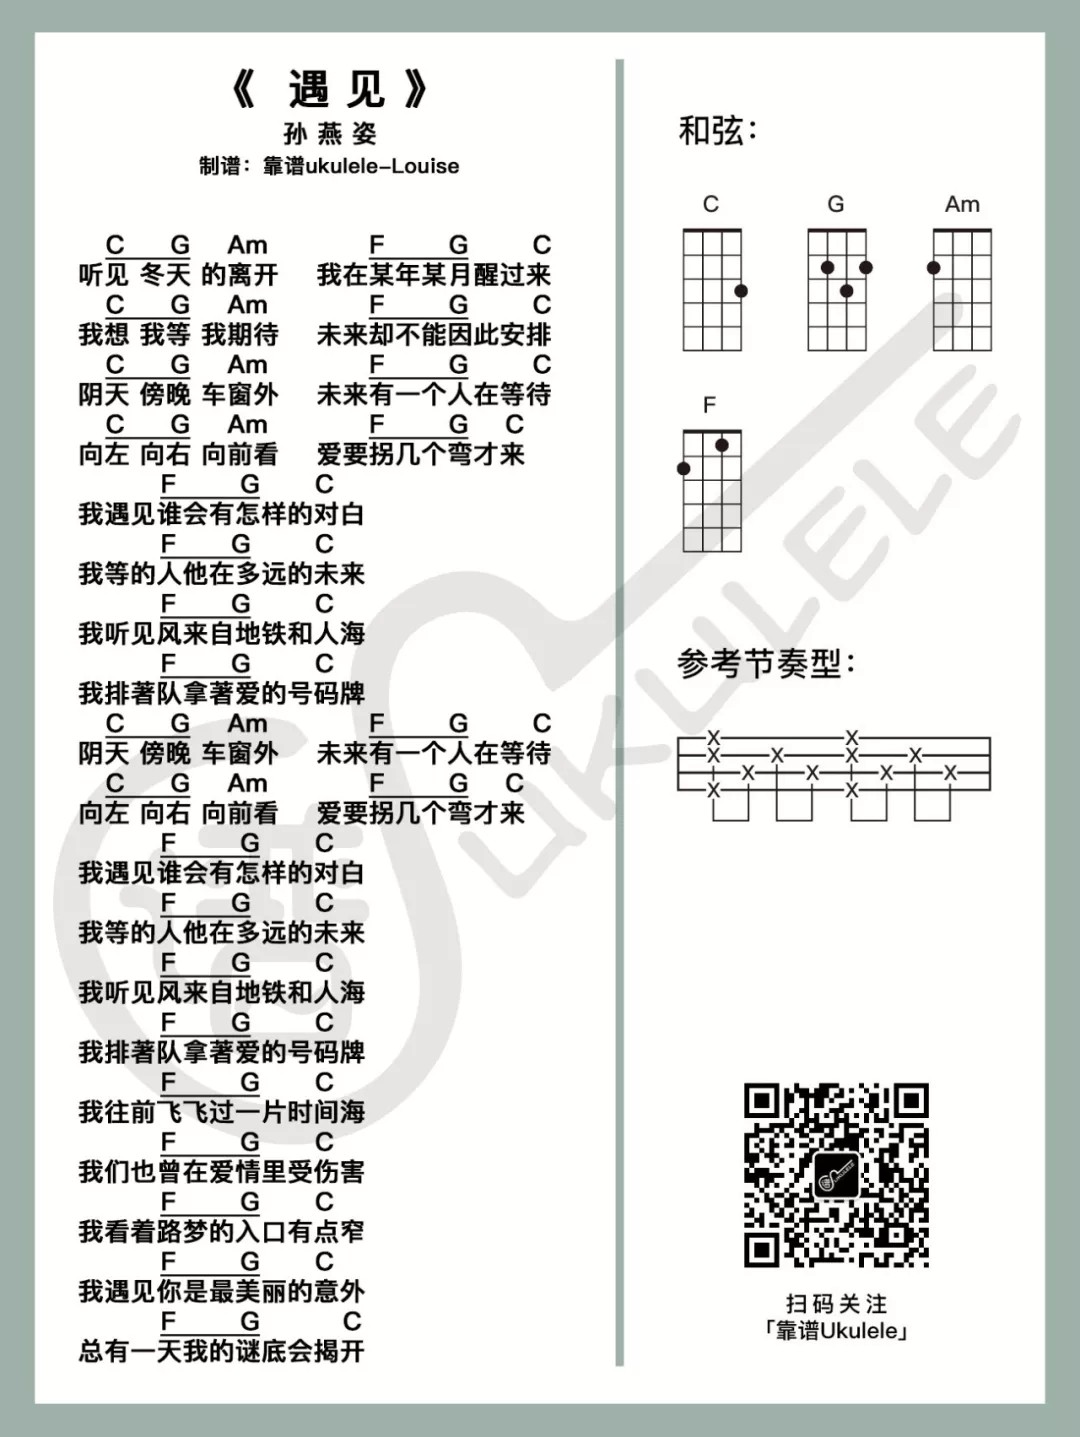 《 遇 见 》
孙 燕 姿
制谱：靠谱ukulele-Louise
C G Am F G C
听见 冬天 的离开 我在某年某月醒过来
C G Am F G C
我想 我等 我期待 未来却不能因此安排
C G Am F G C
阴天 傍晚 车窗外 未来有一个人在等待
C G Am F G C
向左 向右 向前看 爱要拐几个弯才来
F G C
我遇见谁会有怎样的对白
F G C
我等的人他在多远的未来
F G C
我听见风来自地铁和人海
F G C
我排著队拿著爱的号码牌
C G Am F G C
阴天 傍晚 车窗外 未来有一个人在等待
C G Am F G C
向左 向右 向前看 爱要拐几个弯才来
F G C
我遇见谁会有怎样的对白
F G C
我等的人他在多远的未来
F G C
我听见风来自地铁和人海
F G C
我排著队拿著爱的号码牌
F G C
我往前飞飞过一片时间海
F G C
我们也曾在爱情里受伤害
F G C
我看着路梦的入口有点窄
F G C
我遇见你是最美丽的意外
F G C
总有一天我的谜底会揭开
和弦：
C G Am
F
参考节奏型：
X X
X X X X
X X X X
X X
UKULELE
谱
扫 码 关 注
「靠谱Ukulele」